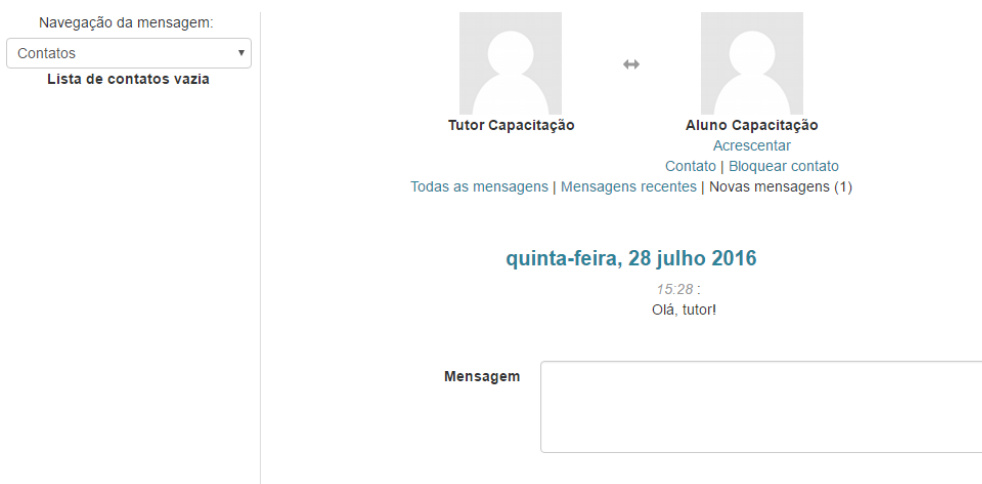 Navegação da mensagem:
Contatos
Lista de contatos vazia
Tutor Capacitação
Aluno Capacitação
Acrescentar
Contato | Bloquear contato
Todas as mensagens | Mensagens recentes | Novas mensagens (1)
quinta-feira, 28 julho 2016
15:28 :
Olá, tutor!
Mensagem